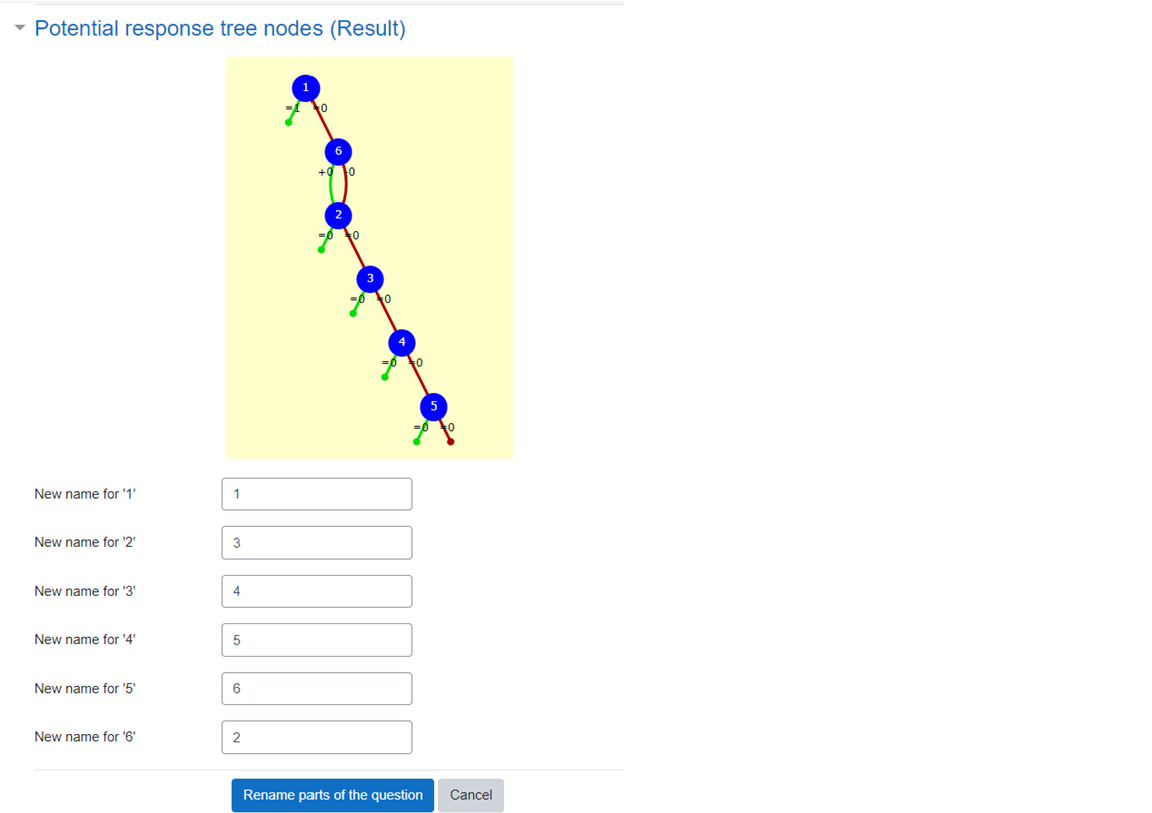 Potential response tree nodes (Result)
1
=1 =0
6
+0 -0
2
=0 =0
3
=0 =0
4
=0 =0
5
=0 =0
New name for '1' 1
New name for '2' 3
New name for '3' 4
New name for '4' 5
New name for '5' 6
New name for '6' 2
Rename parts of the question Cancel